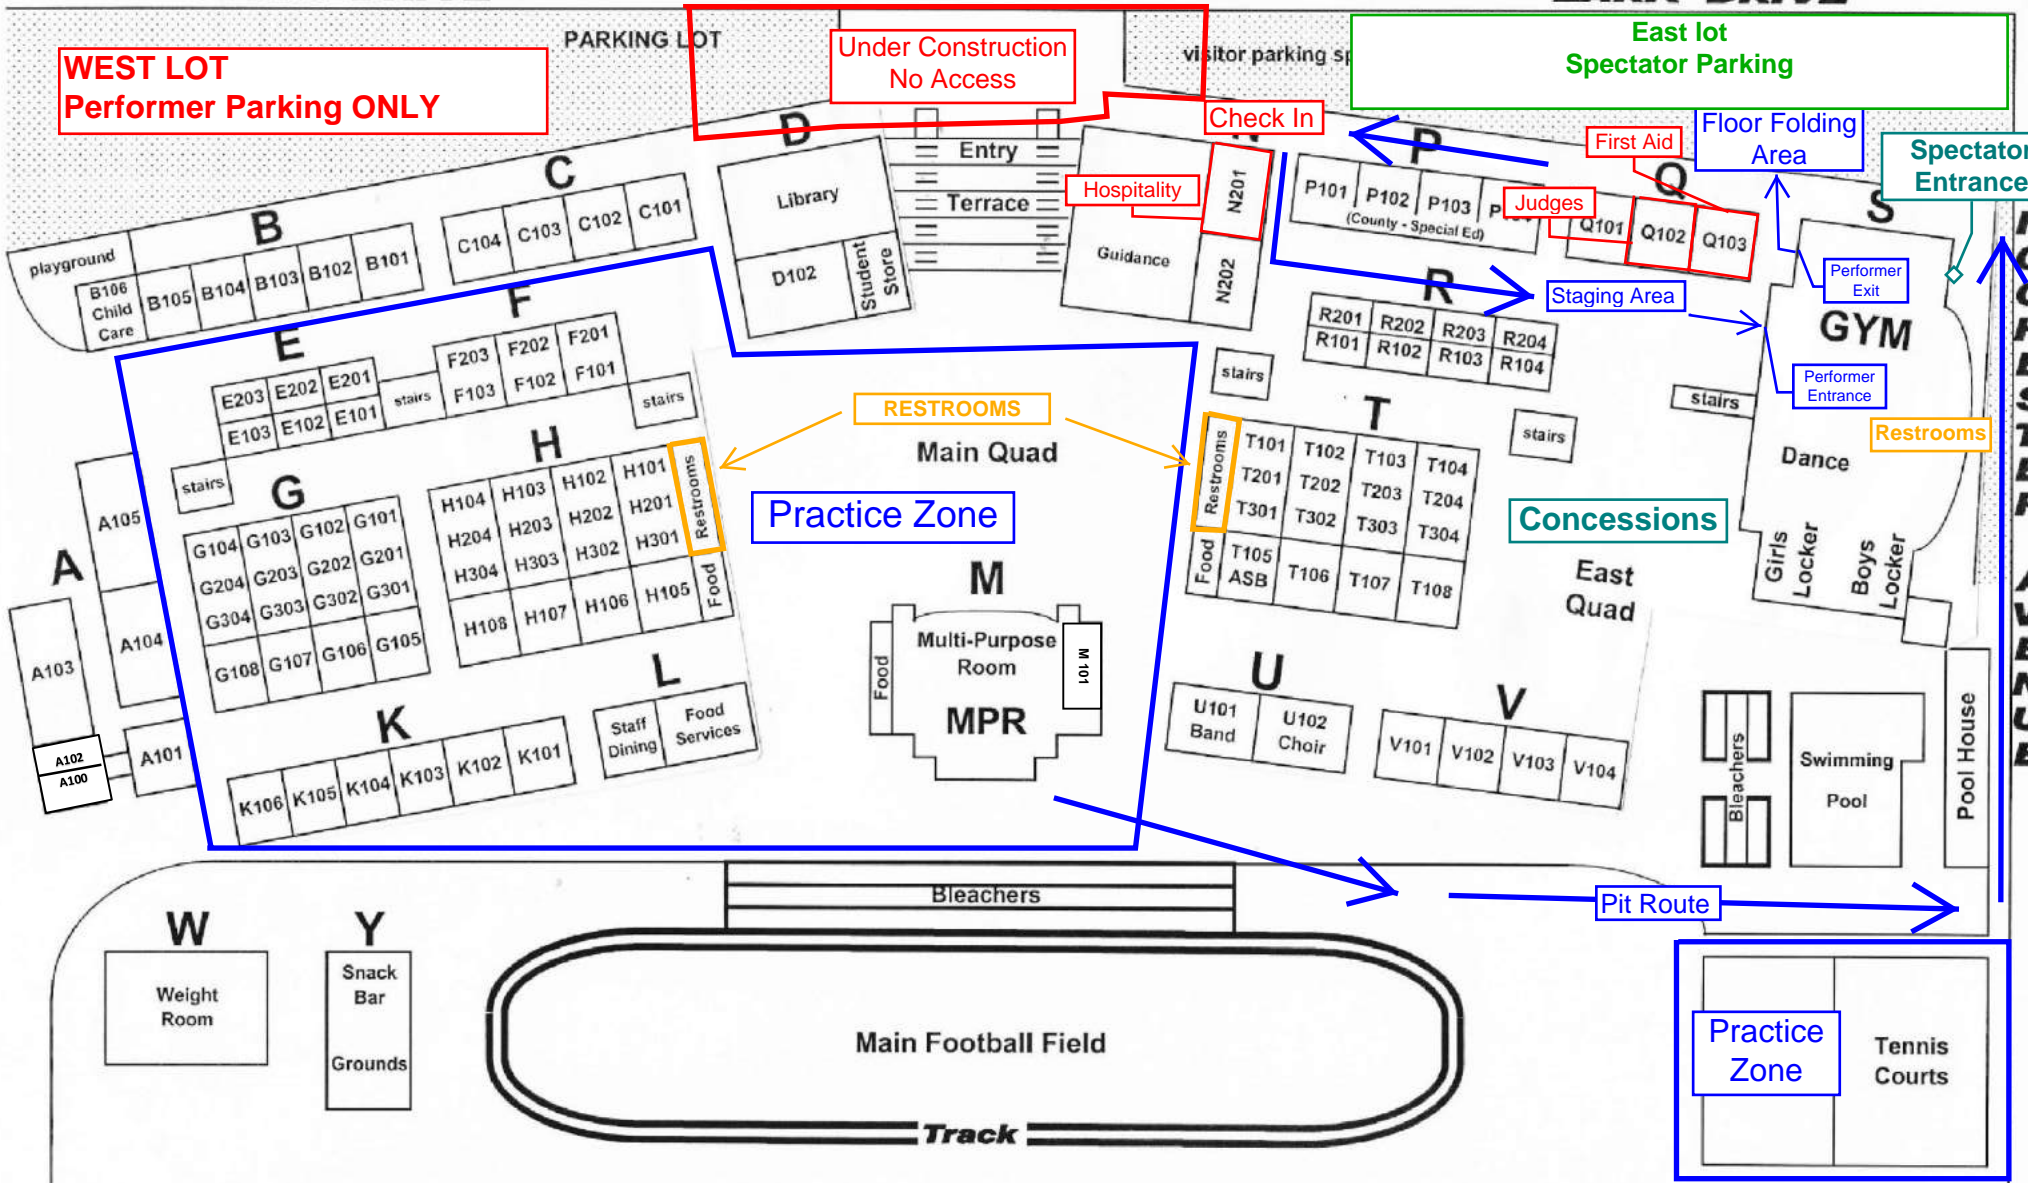 PARKING LOT
WEST LOT
Performer Parking ONLY
Under Construction
No Access
visitor parking
East lot
Spectator Parking
Check In
Floor Folding
Area
First Aid
Spectator
Entrance
D
P
Q
S
C
B
Library
D102
Student
Store
Entry
Terrace
Hospitality
N201
Guidance
N202
P101
P102
P103
(County - Special Ed)
Judges
Q101
Q102
Q103
playground
B106
Child
Care
B105
B104
B103
B102
B101
C104
C103
C102
C101
R
Staging Area
Performer
Exit
GYM
R201
R202
R203
R204
R101
R102
R103
R104
E
F
E203
E202
E201
E103
E102
E101
stairs
F203
F202
F201
F103
F102
F101
stairs
stairs
stairs
Performer
Entrance
RESTROOMS
Main Quad
T
stairs
Restrooms
Dance
stairs
G
H
A
A105
A104
A103
A102
A100
A101
G104
G103
G102
G101
G204
G203
G202
G201
G304
G303
G302
G301
G108
G107
G106
G105
H104
H103
H102
H101
H204
H203
H202
H201
H304
H303
H302
H301
H108
H107
H106
H105
Restrooms
Food
Practice Zone
Restrooms
Food
T101
T102
T103
T104
T201
T202
T203
T204
T301
T302
T303
T304
T105
ASB
T106
T107
T108
Concessions
East
Quad
Girls
Locker
Boys
Locker
M
Multi-Purpose
Room
MPR
Food
M 101
L
Staff
Dining
Food
Services
K
K106
K105
K104
K103
K102
K101
U
U101
Band
U102
Choir
V
V101
V102
V103
V104
Bleachers
Swimming
Pool
Pool House
Bleachers
Pit Route
W
Weight
Room
Y
Snack
Bar
Grounds
Main Football Field
Track
Practice
Zone
Tennis
Courts